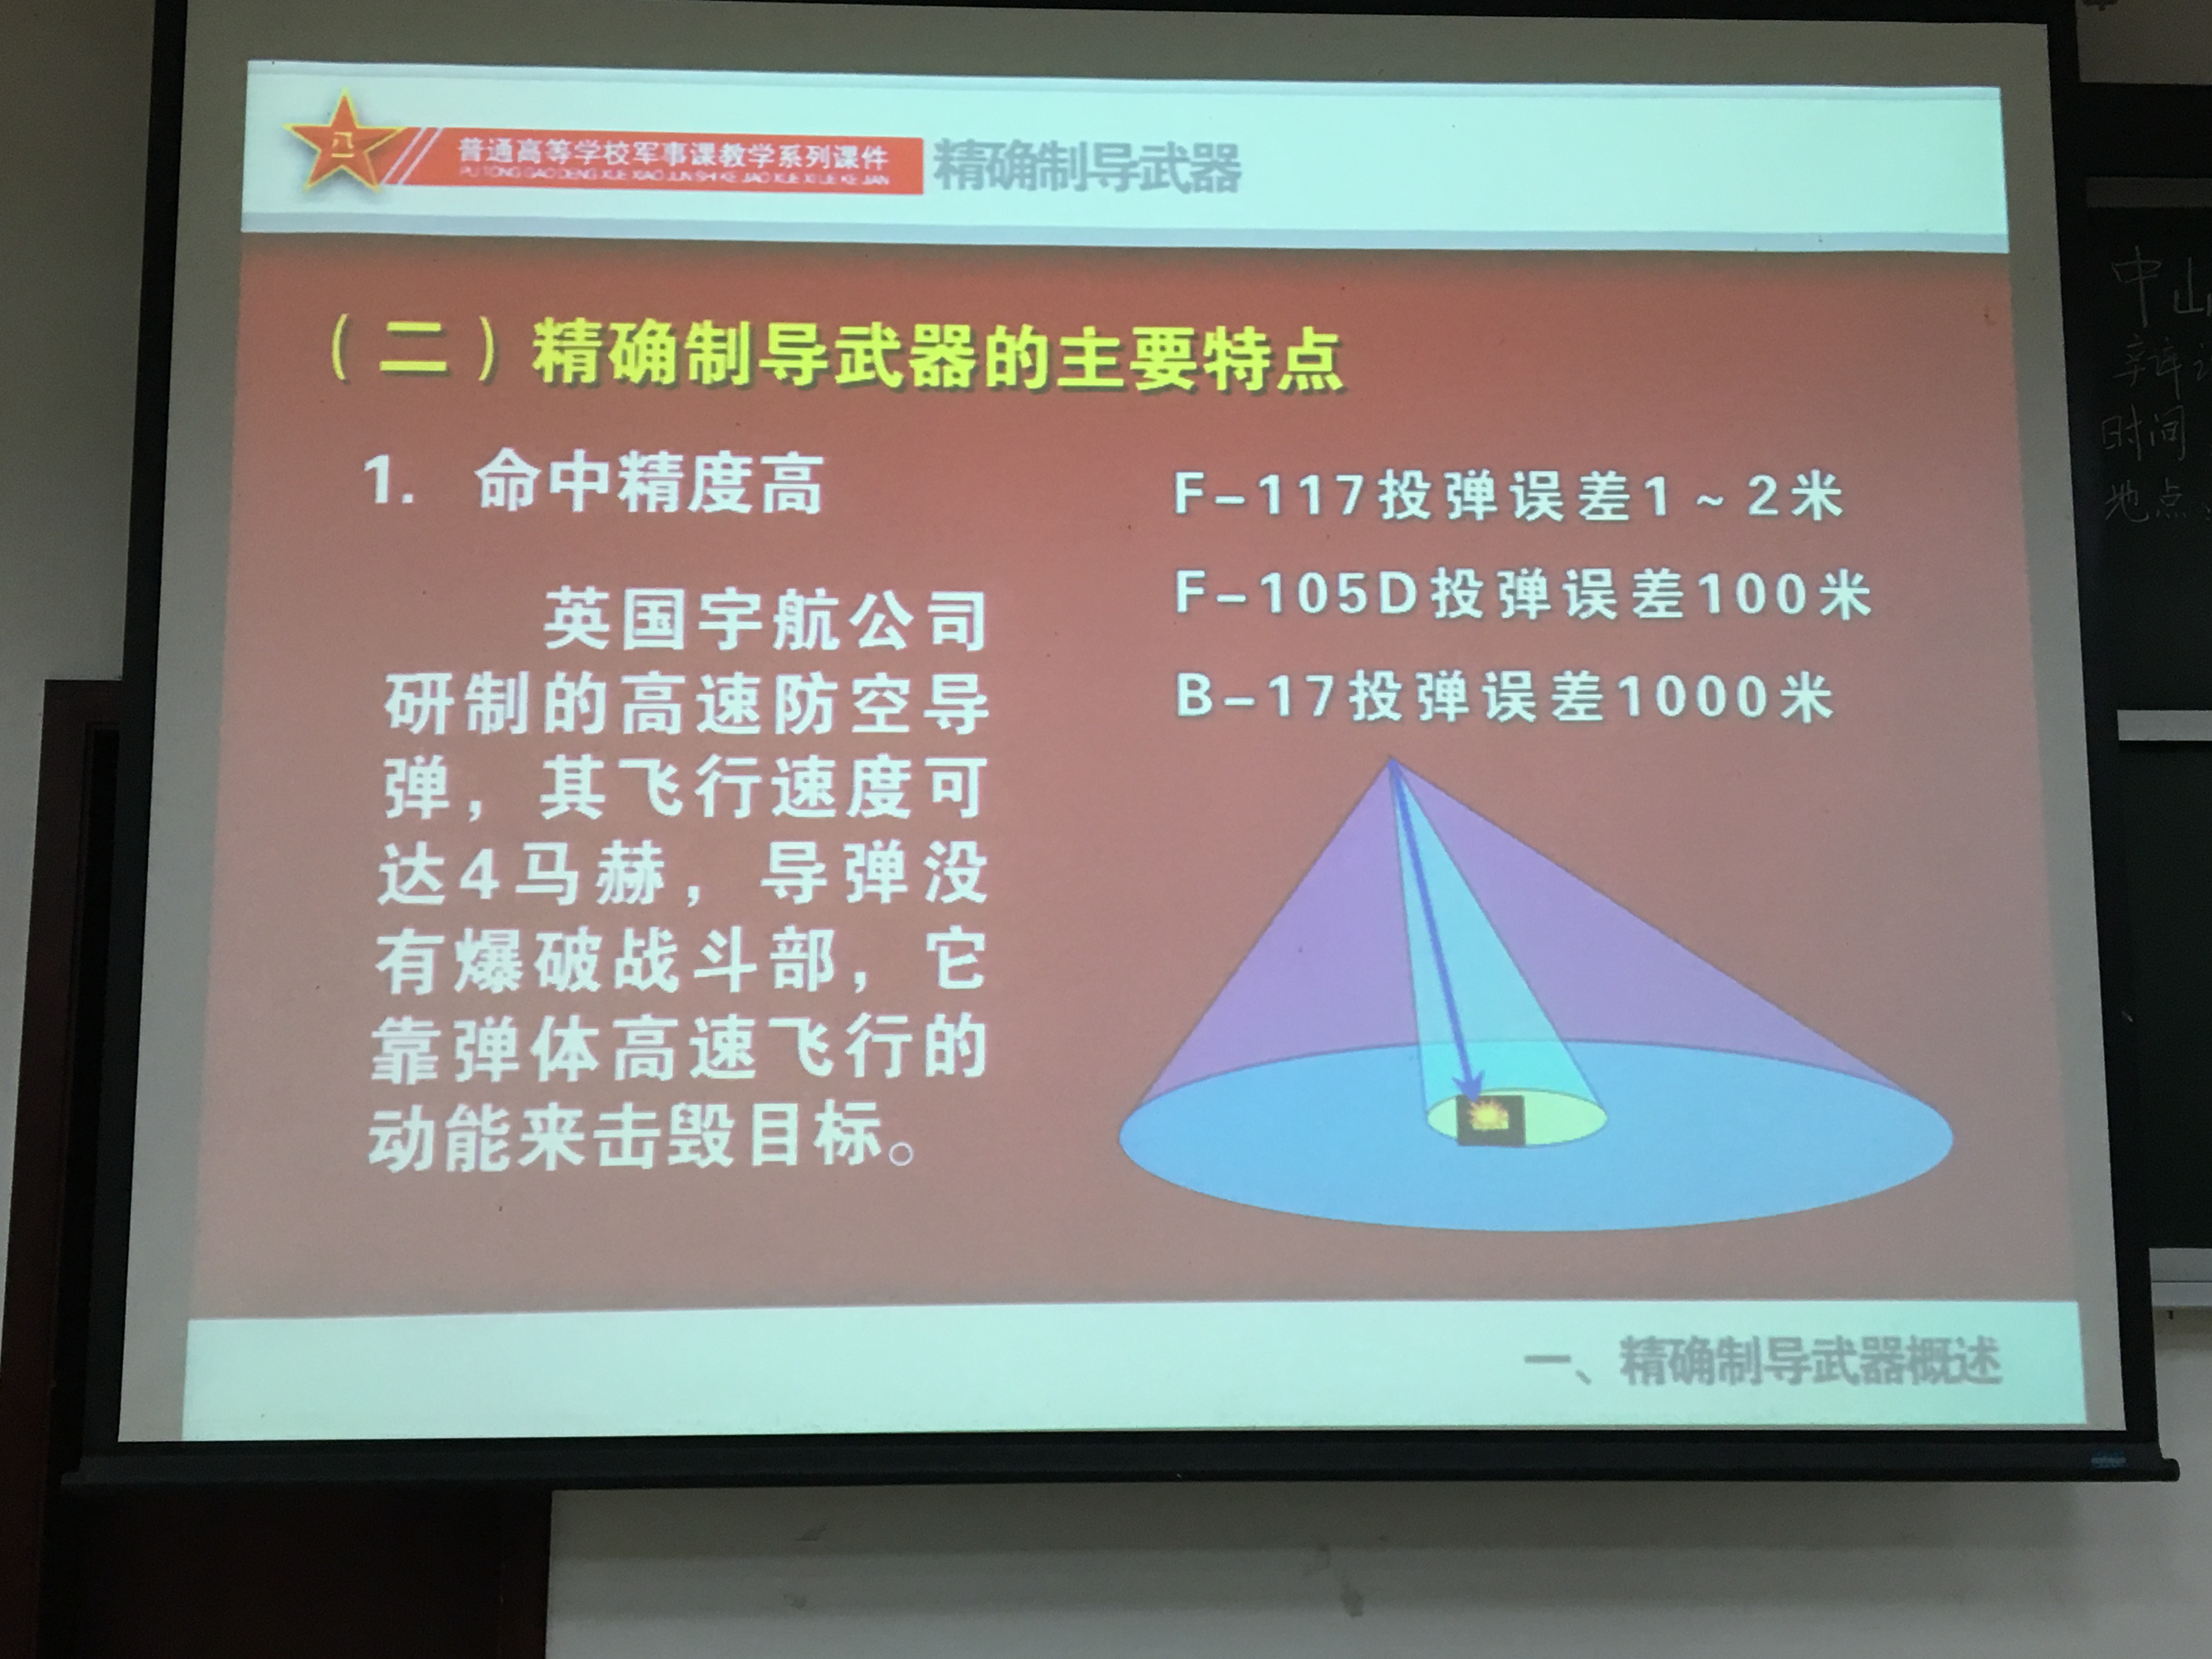 八一
普通高等学校军事课教学系列课件
PU TONG GAO DENG XUE XIAO JUN SHI KE JIAO XUE XI LIE KE JIAN
精确制导武器
（二）精确制导武器的主要特点
1. 命中精度高
英国宇航公司
研制的高速防空导
弹，其飞行速度可
达4马赫，导弹没
有爆破战斗部，它
靠弹体高速飞行的
动能来击毁目标。
F-117投弹误差1~2米
F-105D投弹误差100米
B-17投弹误差1000米
一、精确制导武器概述
中山
辩
时间
地点: